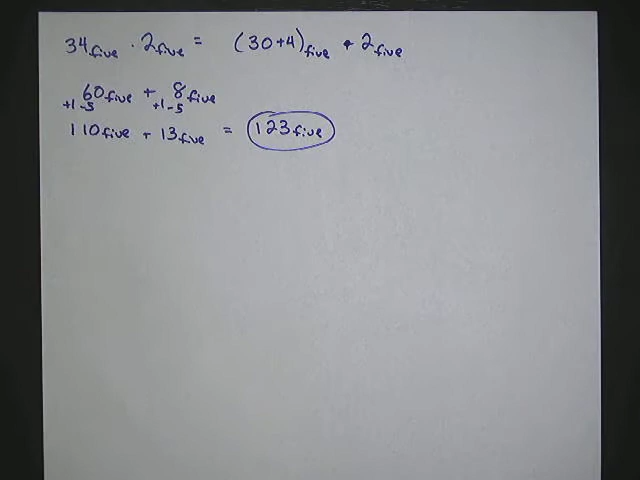 34five · 2five = (30+4)five · 2five
60five + 8five
+1 -5 +1 -5
110five + 13five = 123five